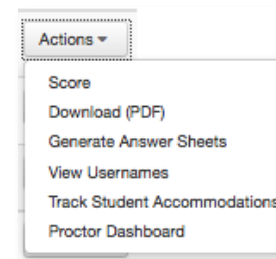 Actions
Score
Download (PDF)
Generate Answer Sheets
View Usernames
Track Student Accommodations
Proctor Dashboard